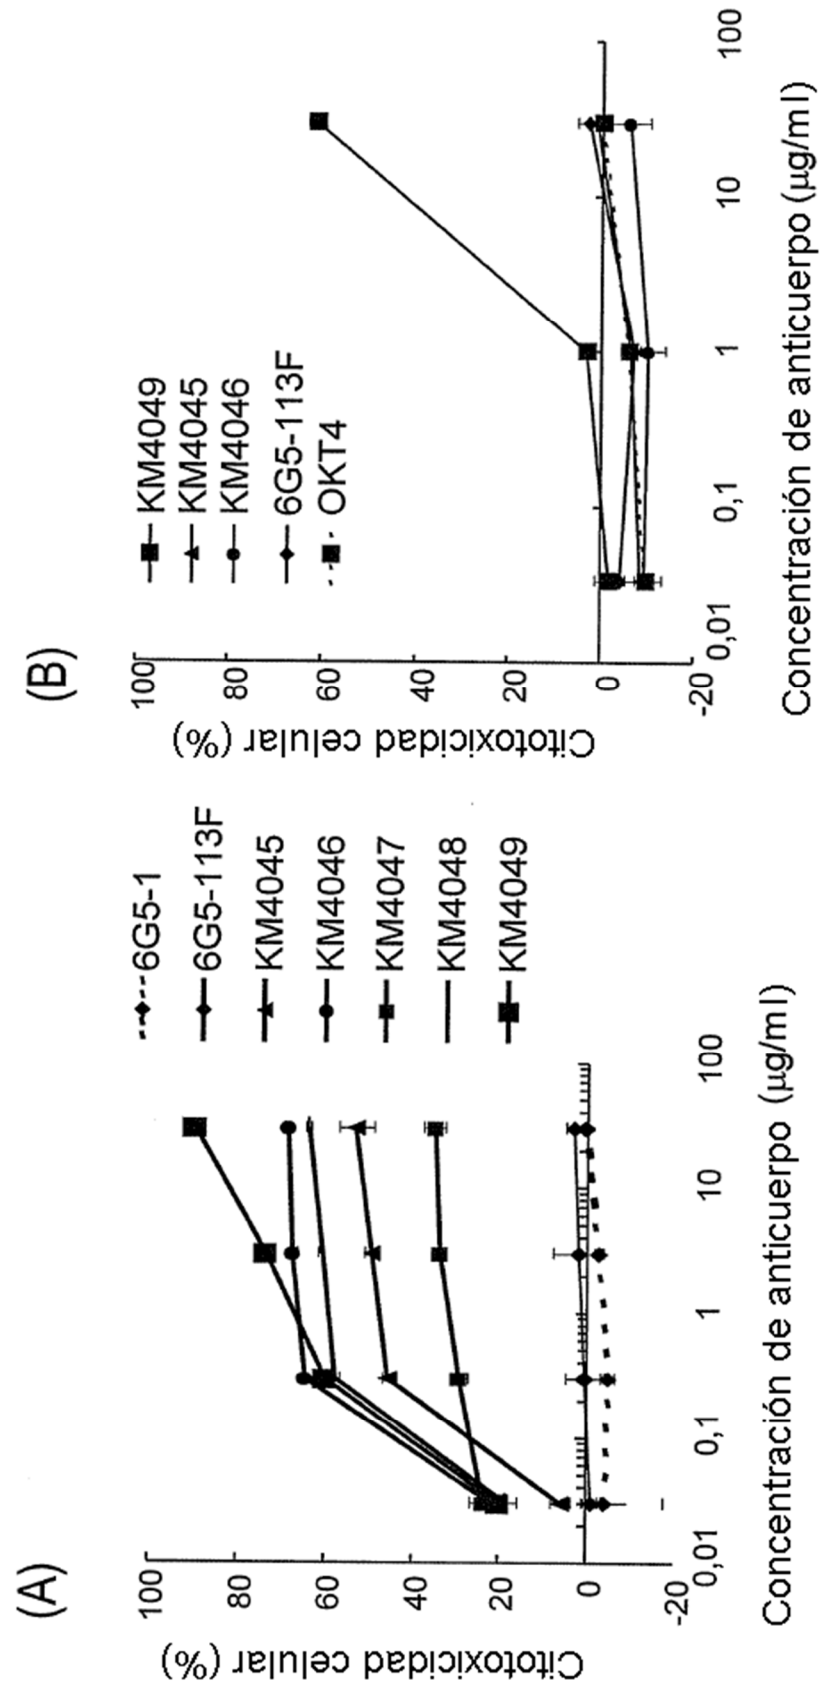 (A)
Citotoxicidad celular (%)
100
80
60
40
20
0
-20
0,01
0,1
1
10
100
Concentración de anticuerpo (µg/ml)
6G5-1
6G5-113F
KM4045
KM4046
KM4047
KM4048
KM4049
(B)
Citotoxicidad celular (%)
100
80
60
40
20
0
-20
0,01
0,1
1
10
100
Concentración de anticuerpo (µg/ml)
KM4049
KM4045
KM4046
6G5-113F
OKT4